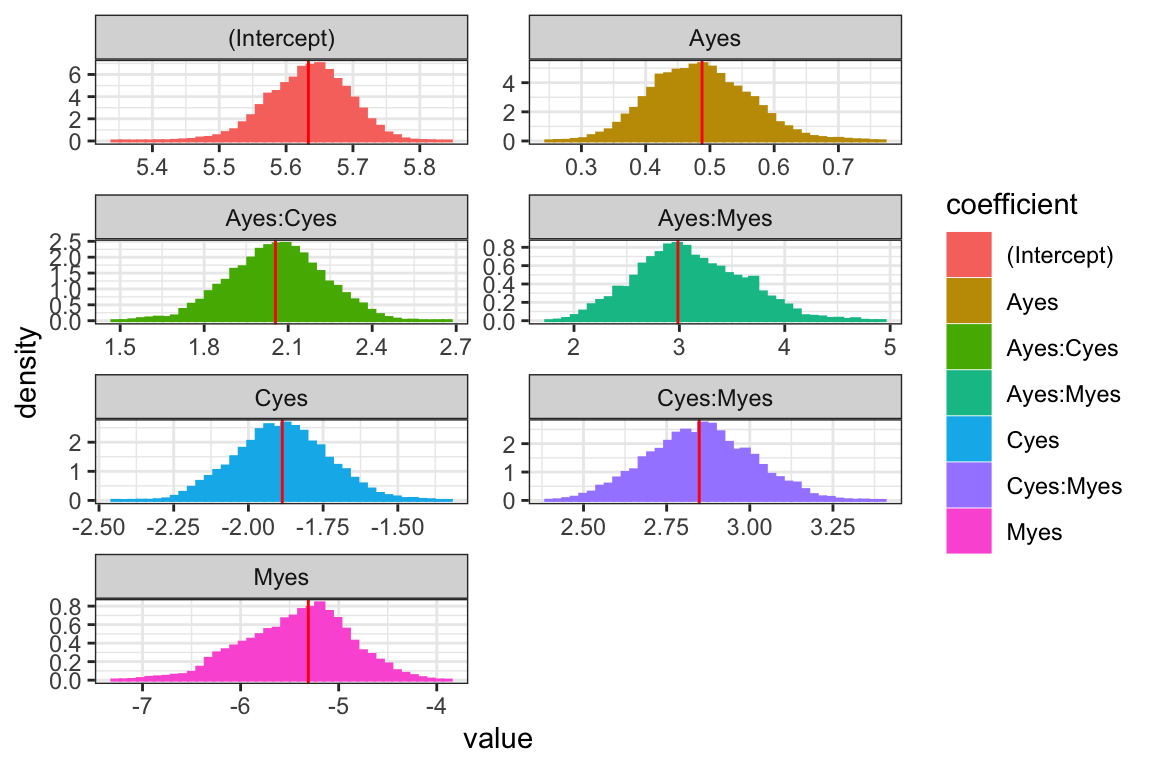 (Intercept)
Ayes
6
4
2
0
5.4 5.5 5.6 5.7 5.8
4
2
0
0.3 0.4 0.5 0.6 0.7
Ayes:Cyes
Ayes:Myes
2.5
2.0
1.5
1.0
0.5
0.0
1.5 1.8 2.1 2.4 2.7
0.8
0.6
0.4
0.2
0.0
2 3 4 5
Cyes
Cyes:Myes
2
1
0
-2.50 -2.25 -2.00 -1.75 -1.50
2
1
0
2.50 2.75 3.00 3.25
Myes
0.8
0.6
0.4
0.2
0.0
-7 -6 -5 -4
density
value
coefficient
(Intercept)
Ayes
Ayes:Cyes
Ayes:Myes
Cyes
Cyes:Myes
Myes